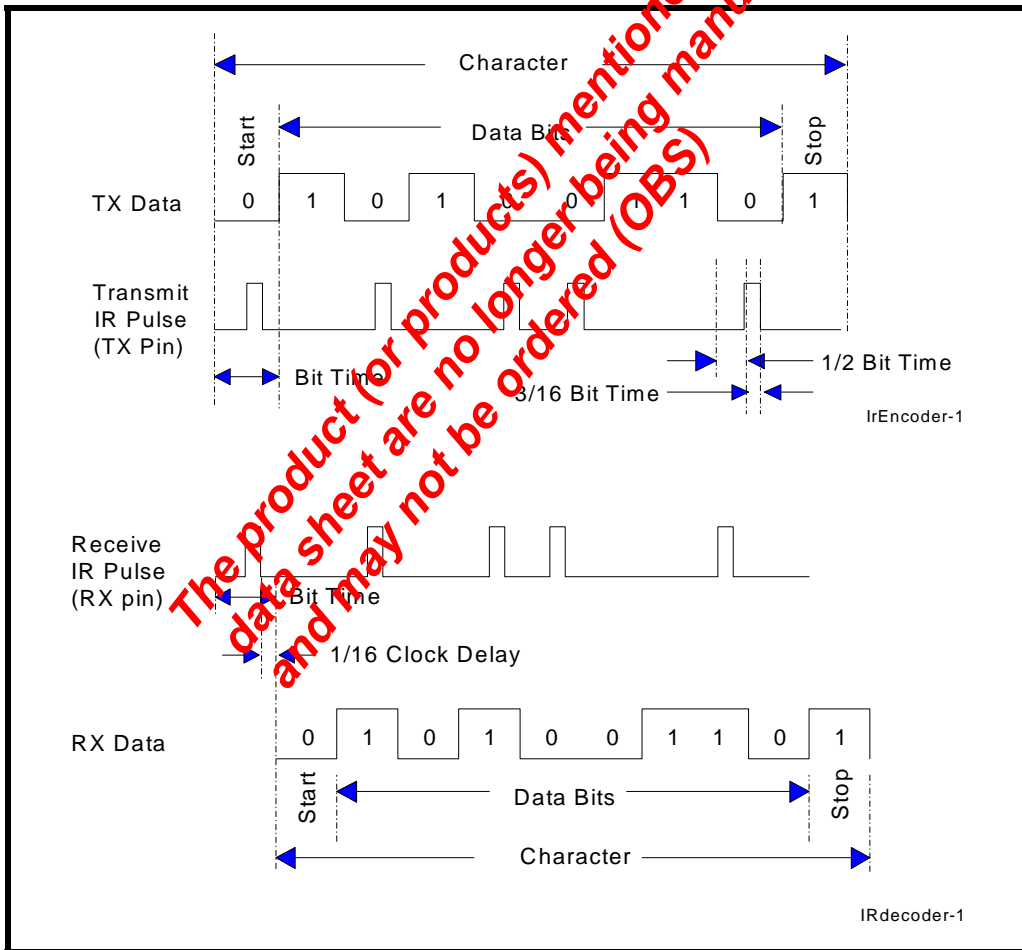 Character
Start
Data Bits
Stop
TX Data
0 1 0 1 0 0 1 1 0 1
Transmit
IR Pulse
(TX Pin)
Bit Time
1/2 Bit Time
3/16 Bit Time
IrEncoder-1
Receive
IR Pulse
(RX pin)
Bit Time
1/16 Clock Delay
RX Data
0 1 0 1 0 0 1 1 0 1
Start
Data Bits
Stop
Character
IRdecoder-1
The product (or products)
data sheet are no longer being
and may not be ordered (OBS)